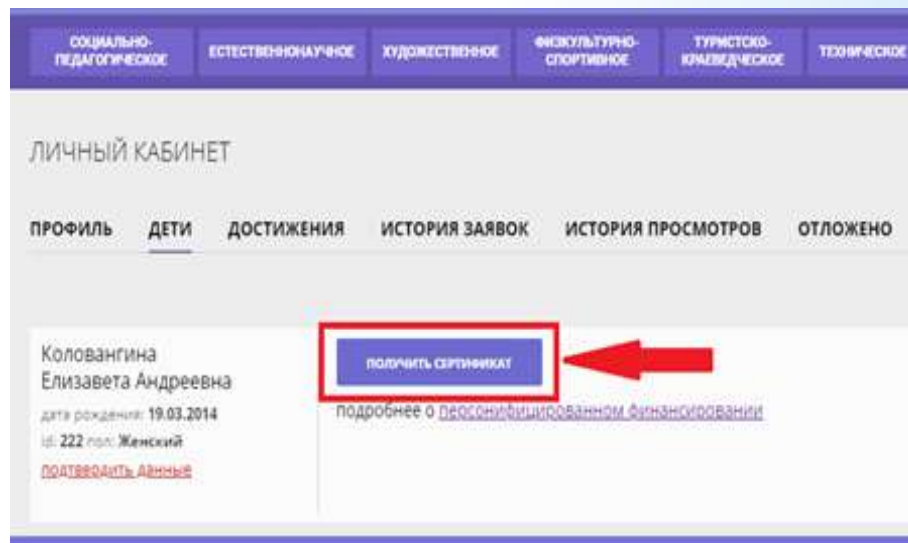 СОЦИАЛЬНО-
ПЕДАГОГИЧЕСКОЕ
ЕСТЕСТВЕННОНАУЧНОЕ
ХУДОЖЕСТВЕННОЕ
ФИЗКУЛЬТУРНО-
СПОРТИВНОЕ
ТУРИСТСКО-
КРАЕВЕДЧЕСКОЕ
ТЕХНИЧЕСКОЕ
ЛИЧНЫЙ КАБИНЕТ
ПРОФИЛЬ ДЕТИ ДОСТИЖЕНИЯ ИСТОРИЯ ЗАЯВОК ИСТОРИЯ ПРОСМОТРОВ ОТЛОЖЕНО
Коловангина
Елизавета Андреевна
дата рождения: 19.03.2014
id: 222 пол: Женский
подтвердить данные
ПОЛУЧИТЬ СЕРТИФИКАТ
подробнее о персонифицированном финансировании